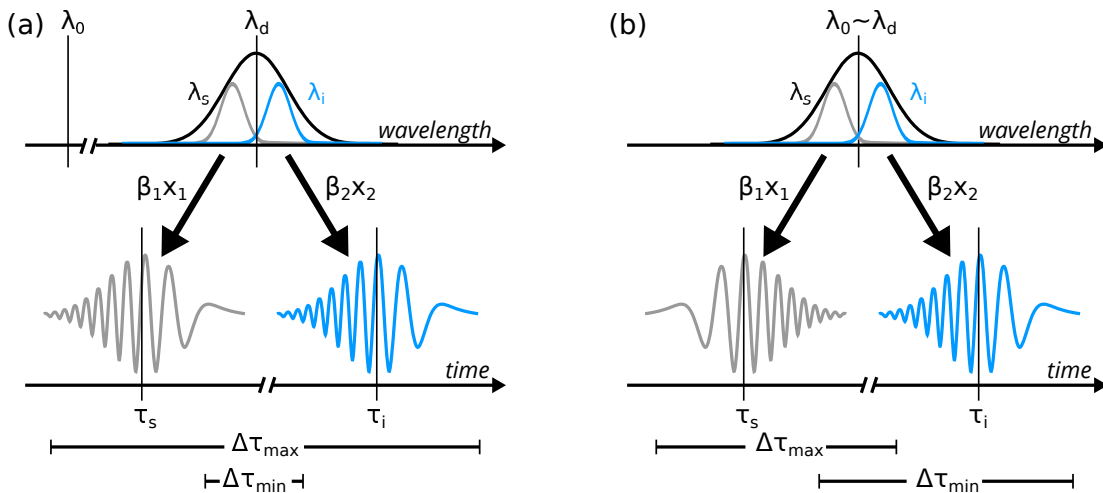 (a)
λ0
λd
λs
λi
wavelength
β1x1
β2x2
time
τs
τi
Δτmax
Δτmin
(b)
λ0~λd
λs
λi
wavelength
β1x1
β2x2
time
τs
τi
Δτmax
Δτmin